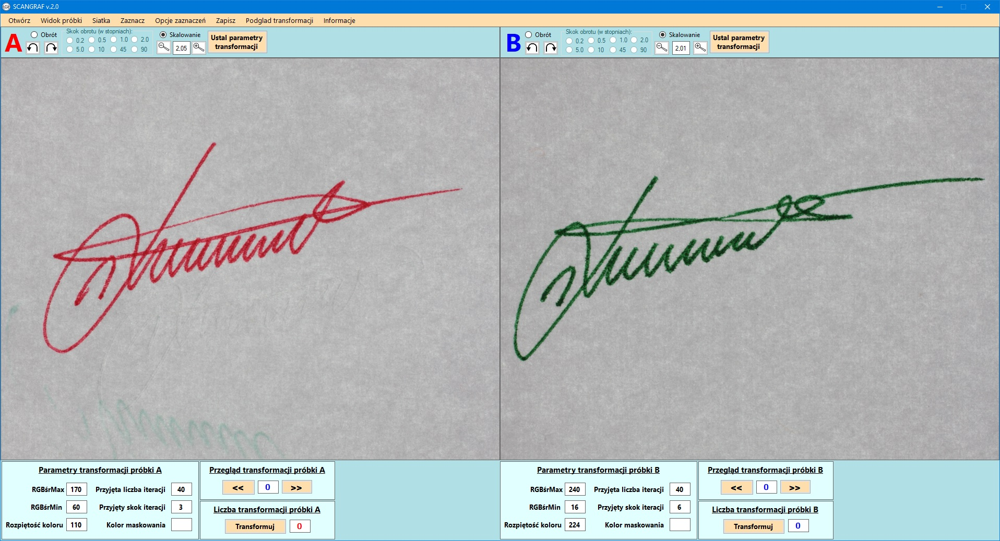 SCANGRAF v.2.0
Otwórz Widok próbki Siatka Zaznacz Opcje zaznaczeń Zapisz Podglad transformacji Informacje
A
Obrót
Skok obrotu (w stopniach):
0.2 0.5 1.0 2.0
5.0 10 45 90
Skalowanie
2,05
Ustal parametry
transformacji
B
Obrót
Skok obrotu (w stopniach):
0.2 0.5 1.0 2.0
5.0 10 45 90
Skalowanie
2,01
Ustal parametry
transformacji
Parametry transformacji próbki A
RGBśrMax 170 Przyjęta liczba iteracji 40
RGBśrMin 60 Przyjęty skok iteracji 3
Rozpiętość koloru 110 Kolor maskowania
Przegląd transformacji próbki A
<< 0 >>
Liczba transformacji próbki A
Transformuj 0
Parametry transformacji próbki B
RGBśrMax 240 Przyjęta liczba iteracji 40
RGBśrMin 16 Przyjęty skok iteracji 6
Rozpiętość koloru 224 Kolor maskowania
Przegląd transformacji próbki B
<< 0 >>
Liczba transformacji próbki B
Transformuj 0